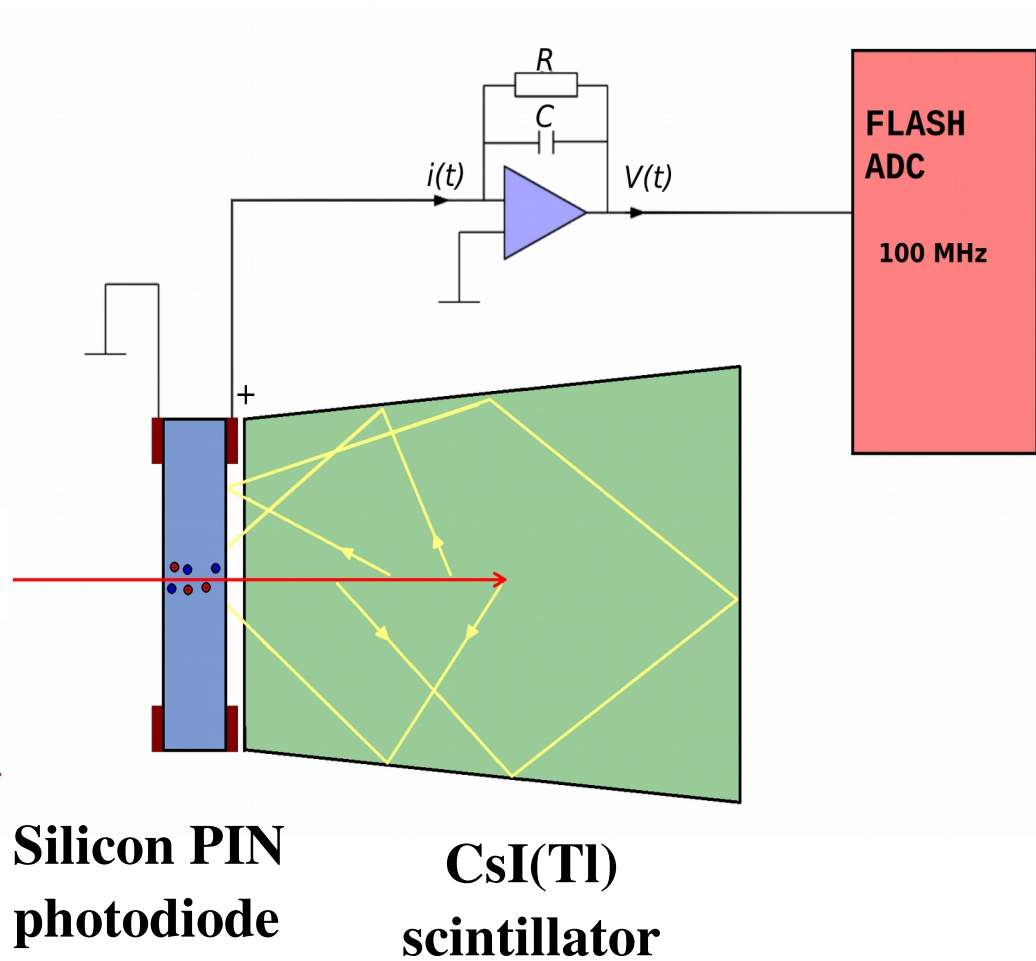 R
C
i(t)
V(t)
FLASH
ADC
100 MHz
+
Silicon PIN
photodiode
CsI(Tl)
scintillator